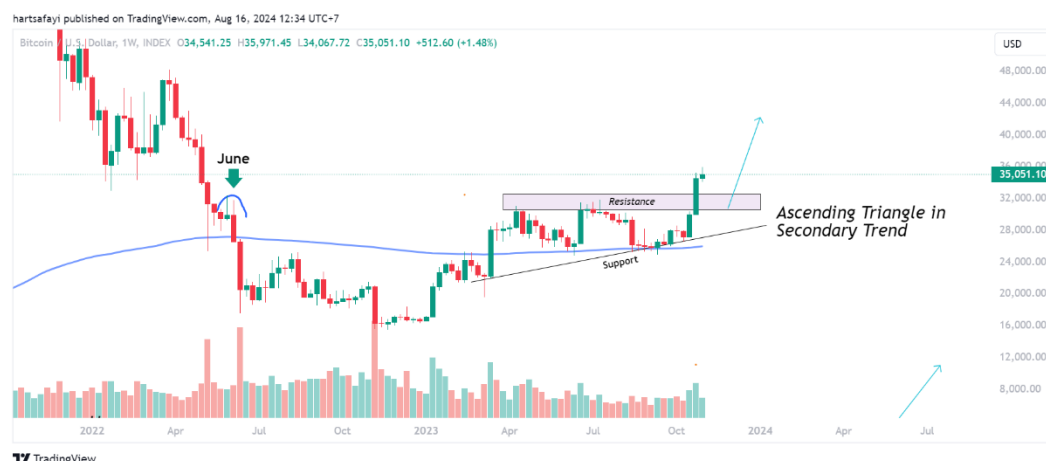 hartsafayi published on TradingView.com, Aug 16, 2024 12:34 UTC+7
Bitcoin / U.S. Dollar, 1W, INDEX O34,541.25 H35,971.45 L34,067.72 C35,051.10 +512.60 (+1.48%)
USD
48,000.00
44,000.00
40,000.00
36,000.00
35,051.10
32,000.00
28,000.00
24,000.00
20,000.00
16,000.00
12,000.00
8,000.00
June
Resistance
Ascending Triangle in
Secondary Trend
Support
2022 Apr Jul Oct 2023 Apr Jul Oct 2024 Apr Jul
TradingView